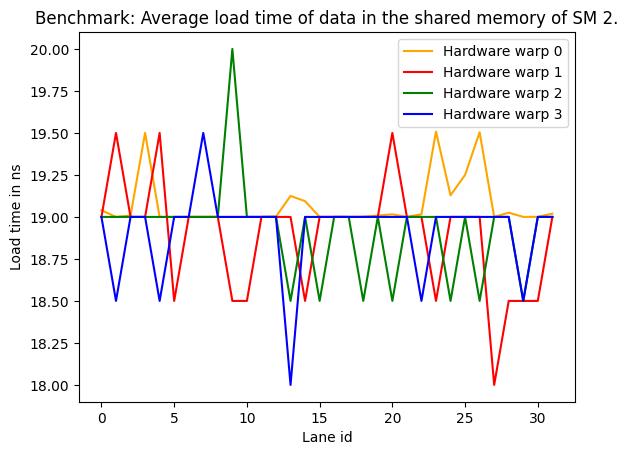 Benchmark: Average load time of data in the shared memory of SM 2.
Hardware warp 0
Hardware warp 1
Hardware warp 2
Hardware warp 3
Load time in ns
20.00
19.75
19.50
19.25
19.00
18.75
18.50
18.25
18.00
0 5 10 15 20 25 30
Lane id